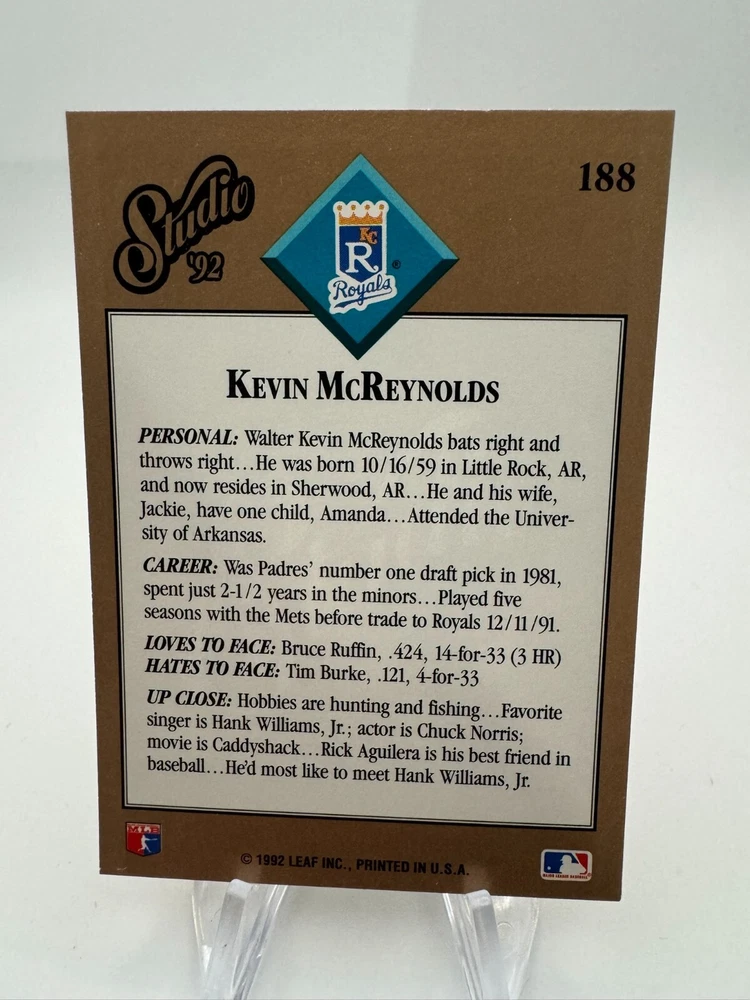 Studio
'92
188
KC
R
Royals®
KEVIN MCREYNOLDS
PERSONAL: Walter Kevin McReynolds bats right and
throws right...He was born 10/16/59 in Little Rock, AR,
and now resides in Sherwood, AR...He and his wife,
Jackie, have one child, Amanda...Attended the Univer-
sity of Arkansas.
CAREER: Was Padres' number one draft pick in 1981,
spent just 2-1/2 years in the minors...Played five
seasons with the Mets before trade to Royals 12/11/91.
LOVES TO FACE: Bruce Ruffin, .424, 14-for-33 (3 HR)
HATES TO FACE: Tim Burke, .121, 4-for-33
UP CLOSE: Hobbies are hunting and fishing...Favorite
singer is Hank Williams, Jr.; actor is Chuck Norris;
movie is Caddyshack...Rick Aguilera is his best friend in
baseball...He'd most like to meet Hank Williams, Jr.
MLB
© 1992 LEAF INC., PRINTED IN U.S.A.
MAJOR LEAGUE BASEBALL®